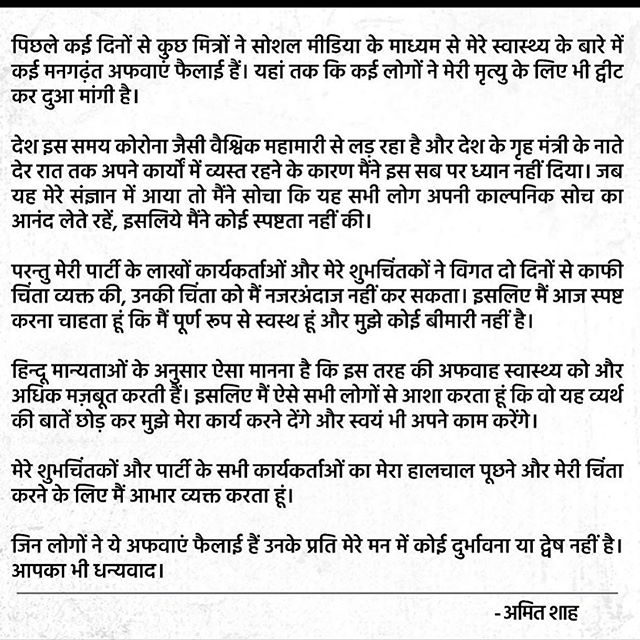 पिछले कई दिनों से कुछ मित्रों ने सोशल मीडिया के माध्यम से मेरे स्वास्थ्य के बारे में
कई मनगढ़ंत अफवाएं फैलाई हैं। यहां तक कि कई लोगों ने मेरी मृत्यु के लिए भी ट्वीट
कर दुआ मांगी है।
देश इस समय कोरोना जैसी वैश्विक महामारी से लड़ रहा है और देश के गृह मंत्री के नाते
देर रात तक अपने कार्यों में व्यस्त रहने के कारण मैंने इस सब पर ध्यान नहीं दिया। जब
यह मेरे संज्ञान में आया तो मैंने सोचा कि यह सभी लोग अपनी काल्पनिक सोच का
आनंद लेते रहें, इसलिये मैंने कोई स्पष्टता नहीं की।
परन्तु मेरी पार्टी के लाखों कार्यकर्ताओं और मेरे शुभचिंतकों ने विगत दो दिनों से काफी
चिंता व्यक्त की, उनकी चिंता को मैं नजरअंदाज नहीं कर सकता। इसलिए मैं आज स्पष्ट
करना चाहता हूं कि मैं पूर्ण रूप से स्वस्थ हूं और मुझे कोई बीमारी नहीं है।
हिन्दू मान्यताओं के अनुसार ऐसा मानना है कि इस तरह की अफवाह स्वास्थ्य को और
अधिक मज़बूत करती हैं। इसलिए मैं ऐसे सभी लोगों से आशा करता हूं कि वो यह व्यर्थ
की बातें छोड़ कर मुझे मेरा कार्य करने देंगे और स्वयं भी अपने काम करेंगे।
मेरे शुभचिंतकों और पार्टी के सभी कार्यकर्ताओं का मेरा हालचाल पूछने और मेरी चिंता
करने के लिए मैं आभार व्यक्त करता हूं।
जिन लोगों ने ये अफवाएं फैलाई हैं उनके प्रति मेरे मन में कोई दुर्भावना या द्वेष नहीं है।
आपका भी धन्यवाद।
- अमित शाह